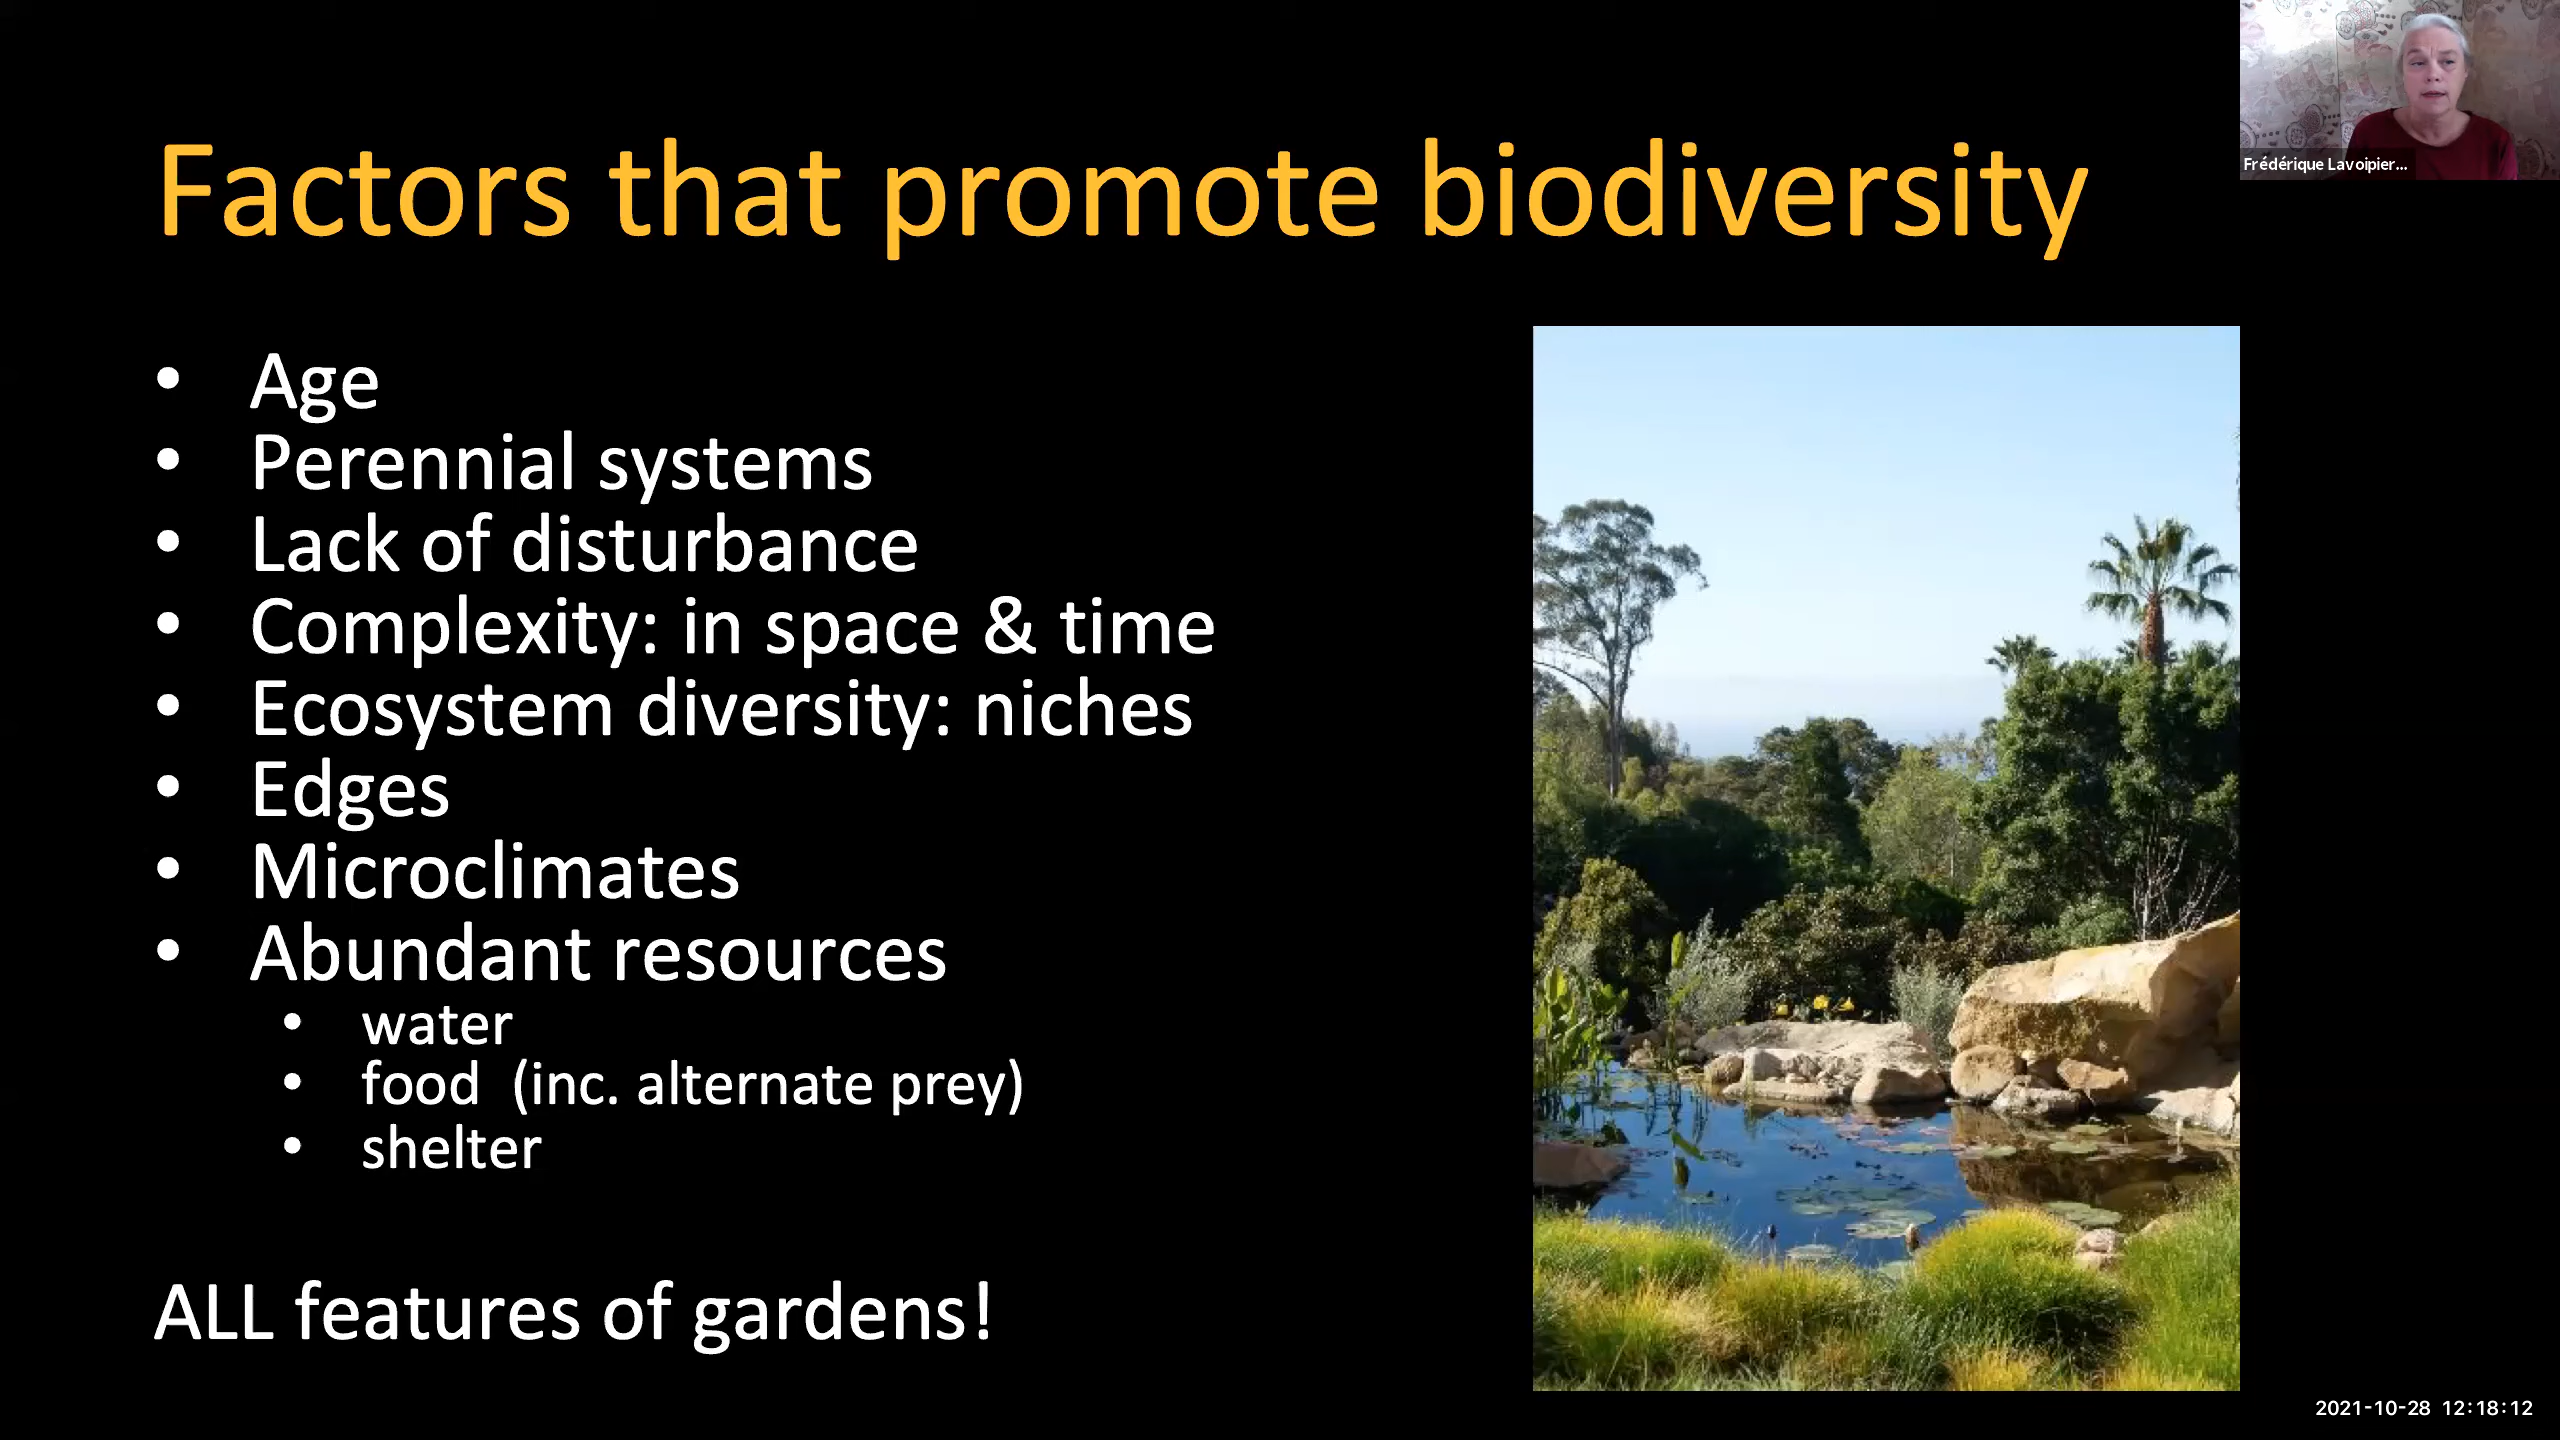 Factors that promote biodiversity
• Age
• Perennial systems
• Lack of disturbance
• Complexity: in space & time
• Ecosystem diversity: niches
• Edges
• Microclimates
• Abundant resources
• water
• food (inc. alternate prey)
• shelter
ALL features of gardens!
Frédérique Lavoipier...
2021-10-28 12:18:12